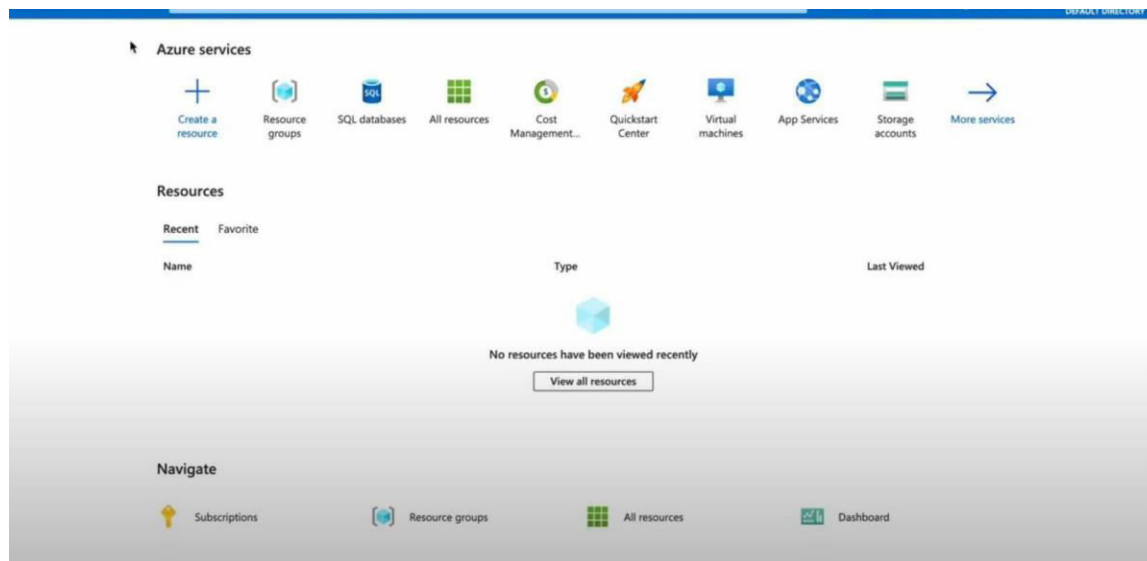 DEFAULT DIRECTORY
Azure services
Create a resource
Resource groups
SQL databases
All resources
Cost Management...
Quickstart Center
Virtual machines
App Services
Storage accounts
More services
Resources
Recent Favorite
Name Type Last Viewed
No resources have been viewed recently
View all resources
Navigate
Subscriptions Resource groups All resources Dashboard